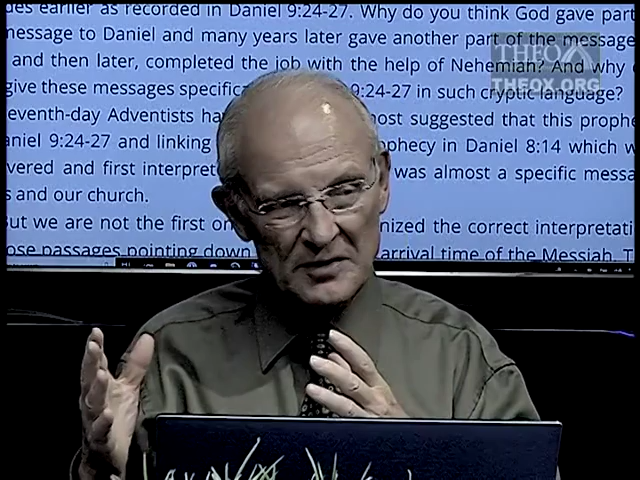 earlier as recorded in Daniel 9:24-27. Why do you think God gave part
message to Daniel and many years later gave another part of the message
and then later, completed the job with the help of Nehemiah? And why
give these messages 9:24-27 in such cryptic language?
eventh-day Adventists most suggested that this prophe
aniel 9:24-27 and linking ophecy in Daniel 8:14 which w
vered and first interpret was almost a specific messa
s and our church.
But we are not the first on nized the correct interpretati
ose passages pointing down arrival time of the Messiah. T
THEOX
THEOX.ORG